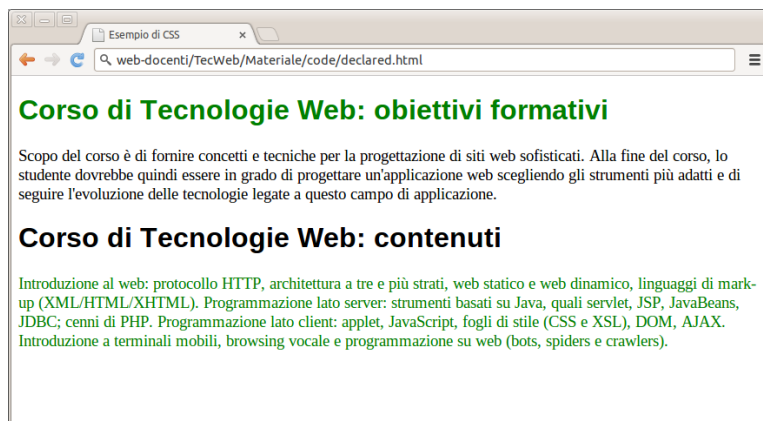 Esempio di CSS
web-docenti/TecWeb/Materiale/code/declared.html
Corso di Tecnologie Web: obiettivi formativi
Scopo del corso è di fornire concetti e tecniche per la progettazione di siti web sofisticati. Alla fine del corso, lo
studente dovrebbe quindi essere in grado di progettare un'applicazione web scegliendo gli strumenti più adatti e di
seguire l'evoluzione delle tecnologie legate a questo campo di applicazione.
Corso di Tecnologie Web: contenuti
Introduzione al web: protocollo HTTP, architettura a tre e più strati, web statico e web dinamico, linguaggi di mark-
up (XML/HTML/XHTML). Programmazione lato server: strumenti basati su Java, quali servlet, JSP, JavaBeans,
JDBC; cenni di PHP. Programmazione lato client: applet, JavaScript, fogli di stile (CSS e XSL), DOM, AJAX.
Introduzione a terminali mobili, browsing vocale e programmazione su web (bots, spiders e crawlers).